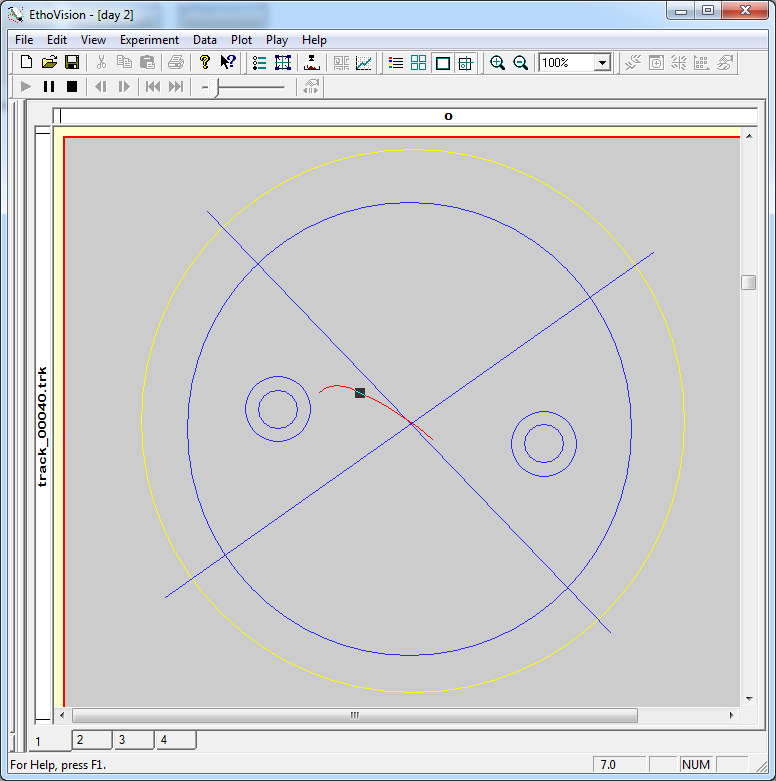 EthoVision - [day 2]
File Edit View Experiment Data Plot Play Help
100%
o
track_00040.trk
1 2 3 4
For Help, press F1. 7.0 NUM